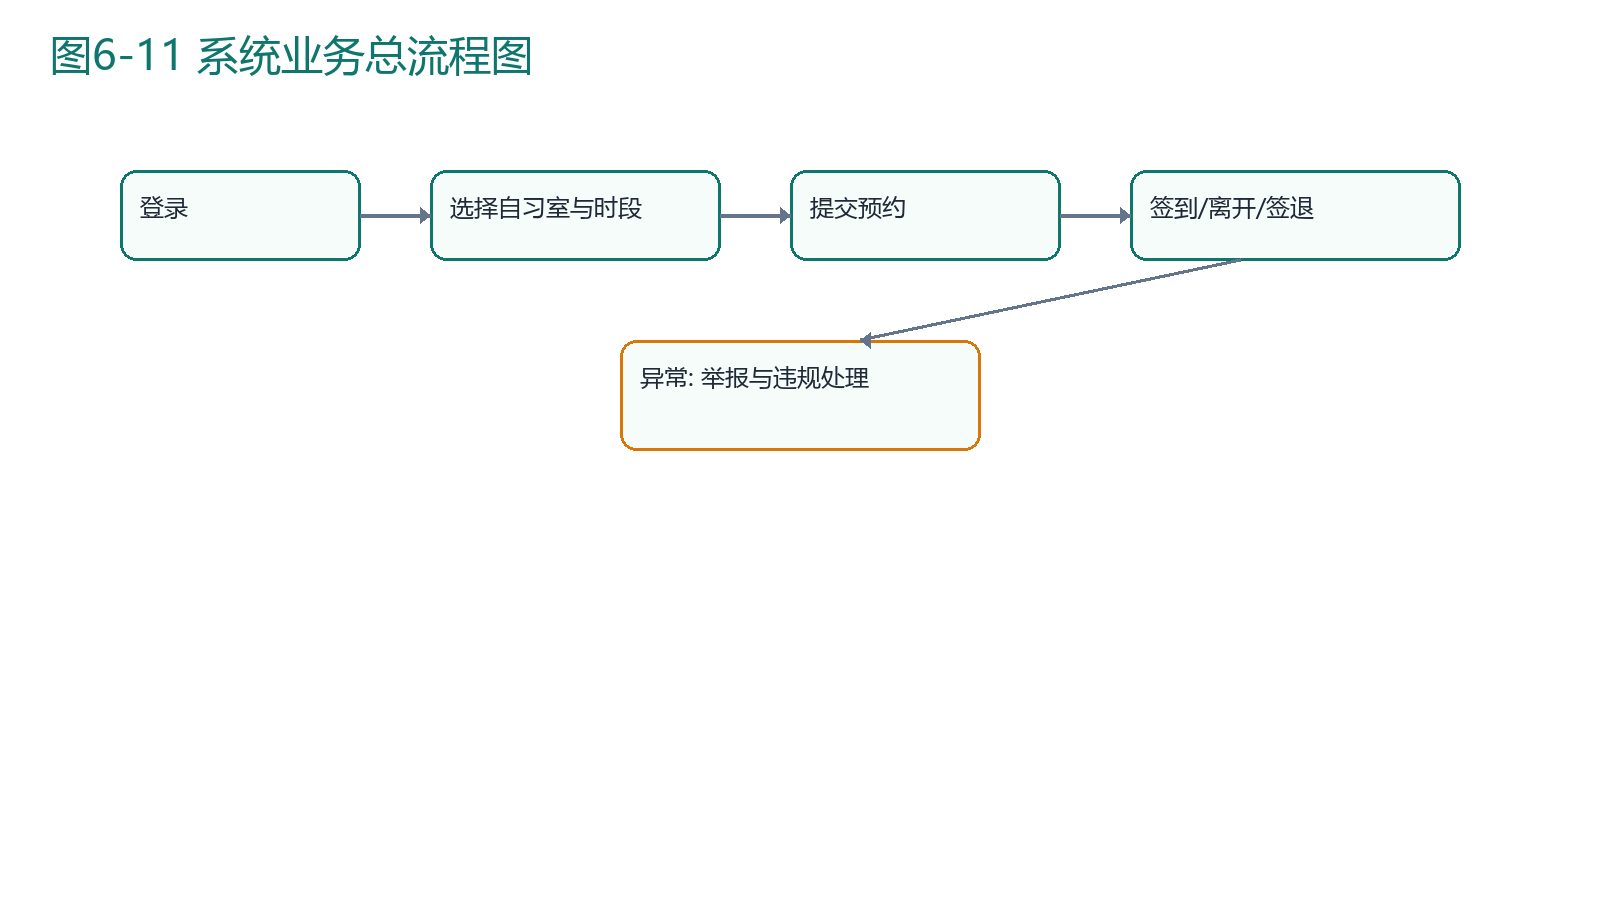 图6-11 系统业务总流程图
登录
选择自习室与时段
提交预约
签到/离开/签退
异常: 举报与违规处理